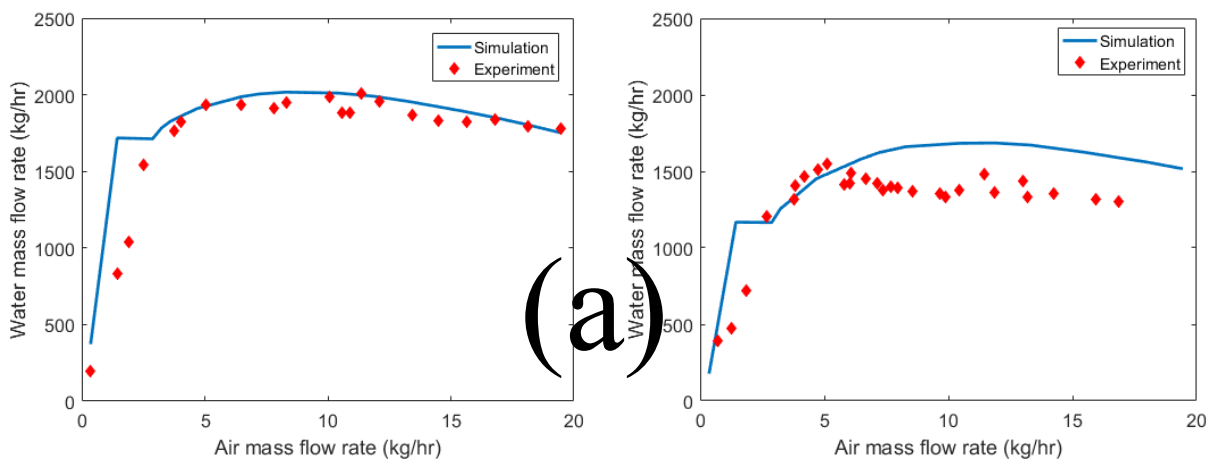 2500
2000
1500
1000
500
0
0
5
10
15
20
Water mass flow rate (kg/hr)
Air mass flow rate (kg/hr)
Simulation
Experiment
(a)
2500
2000
1500
1000
500
0
0
5
10
15
20
Water mass flow rate (kg/hr)
Air mass flow rate (kg/hr)
Simulation
Experiment